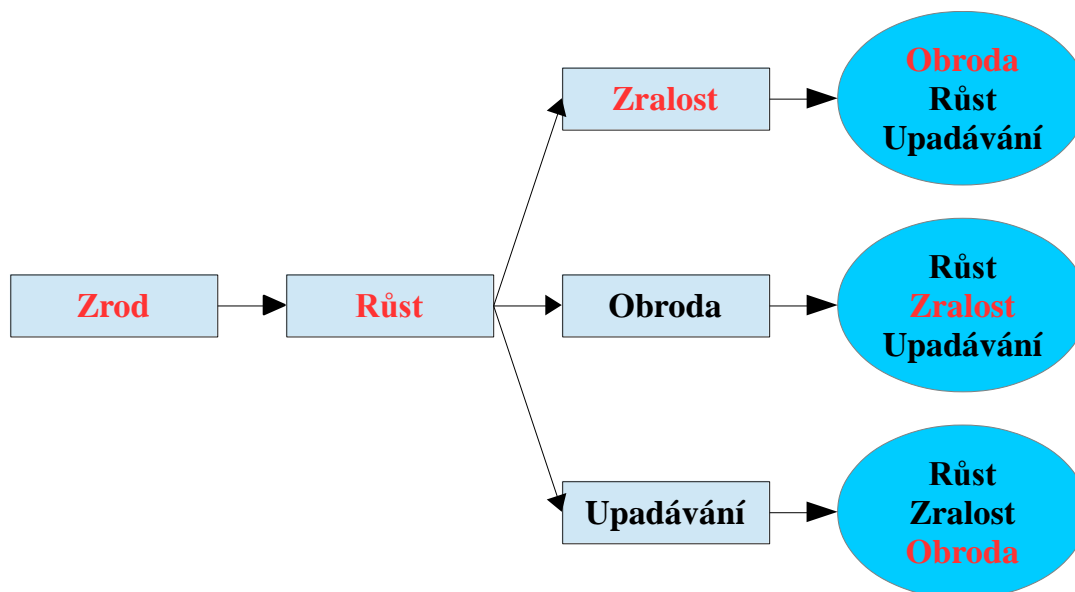 Zrod
Růst
Zralost
Obroda
Růst
Upadávání
Obroda
Růst
Zralost
Upadávání
Upadávání
Růst
Zralost
Obroda